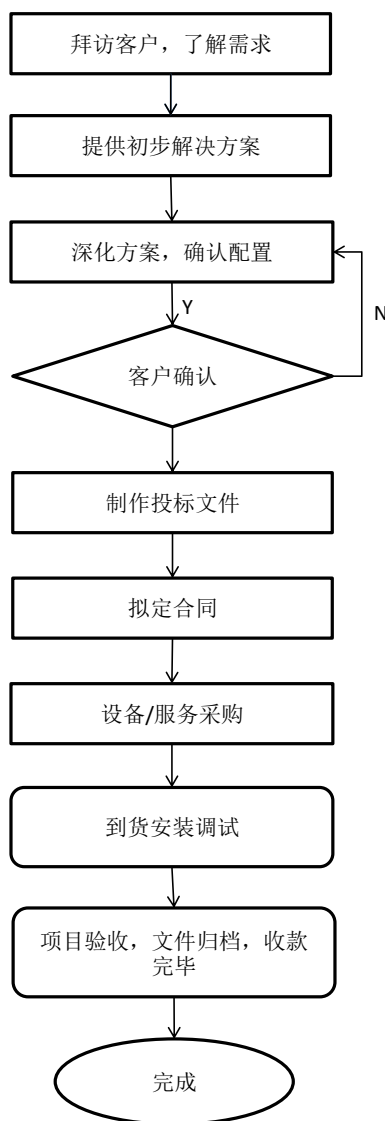 拜访客户，了解需求
提供初步解决方案
深化方案，确认配置
Y
N
客户确认
制作投标文件
拟定合同
设备/服务采购
到货安装调试
项目验收，文件归档，收款
完毕
完成